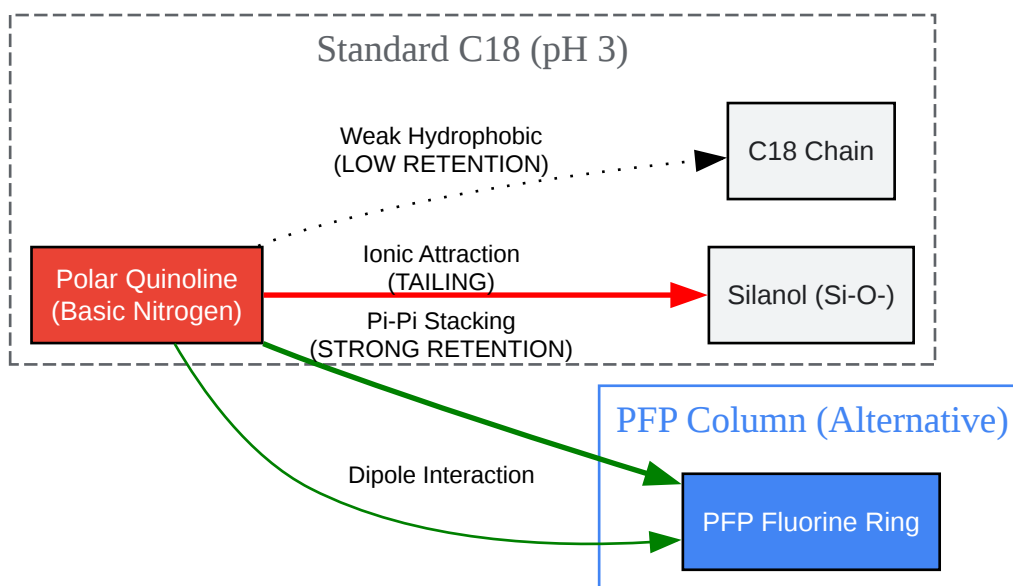 Standard C18 (pH 3)
Weak Hydrophobic
(LOW RETENTION)
C18 Chain
Polar Quinoline
(Basic Nitrogen)
Ionic Attraction
(TAILING)
Silanol (Si-O-)
Pi-Pi Stacking
(STRONG RETENTION)
PFP Column (Alternative)
Dipole Interaction
PFP Fluorine Ring